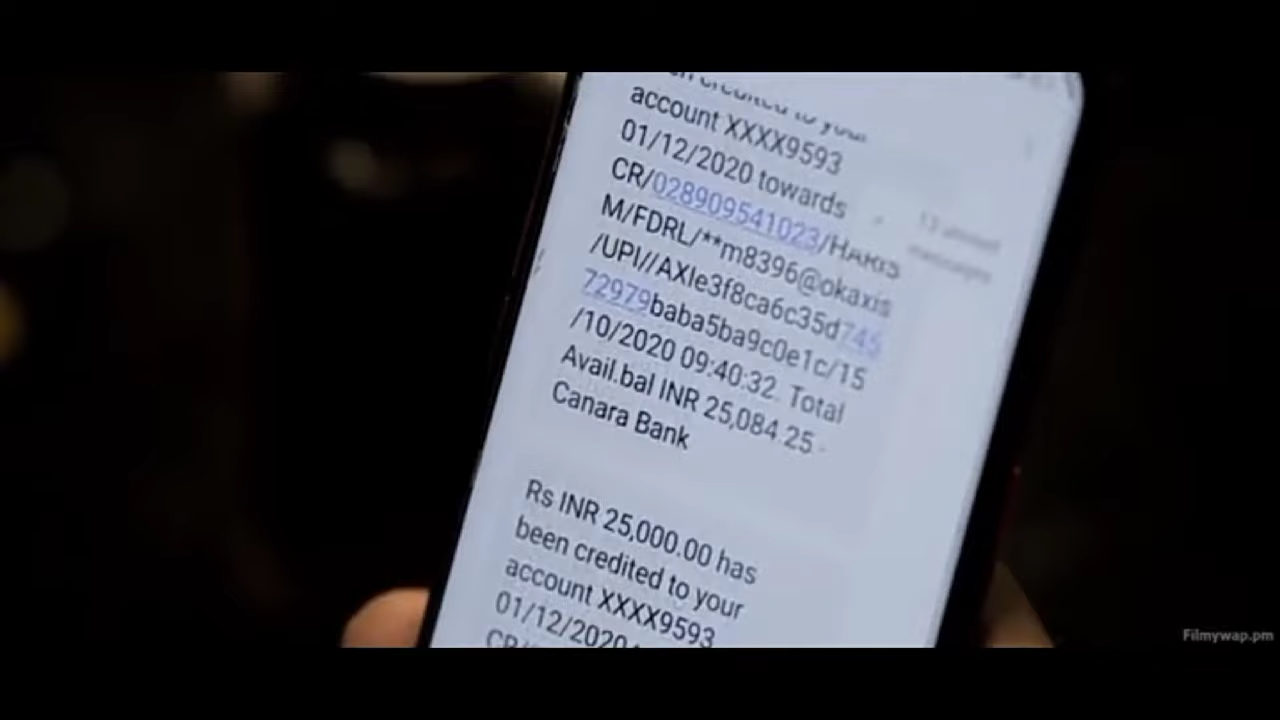 account XXXX9593
01/12/2020 towards
CR/028909541023/HARIS
M/FDRL/**m8396@okaxis
/UPI//AXIe3f8ca6c35d745
72979baba5ba9c0e1c/15
/10/2020 09:40:32. Total
Avail.bal INR 25,084.25 -
Canara Bank
Rs INR 25,000.00 has
been credited to your
account XXXX9593
01/12/2020
Filmywap.pm